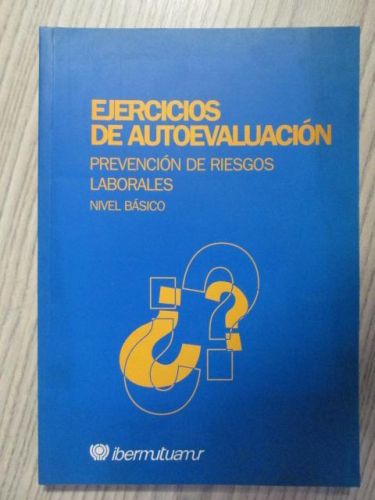 EJERCICIOS
DE AUTOEVALUACIÓN
PREVENCIÓN DE RIESGOS
LABORALES
NIVEL BÁSICO
¿?
ibermutuamur